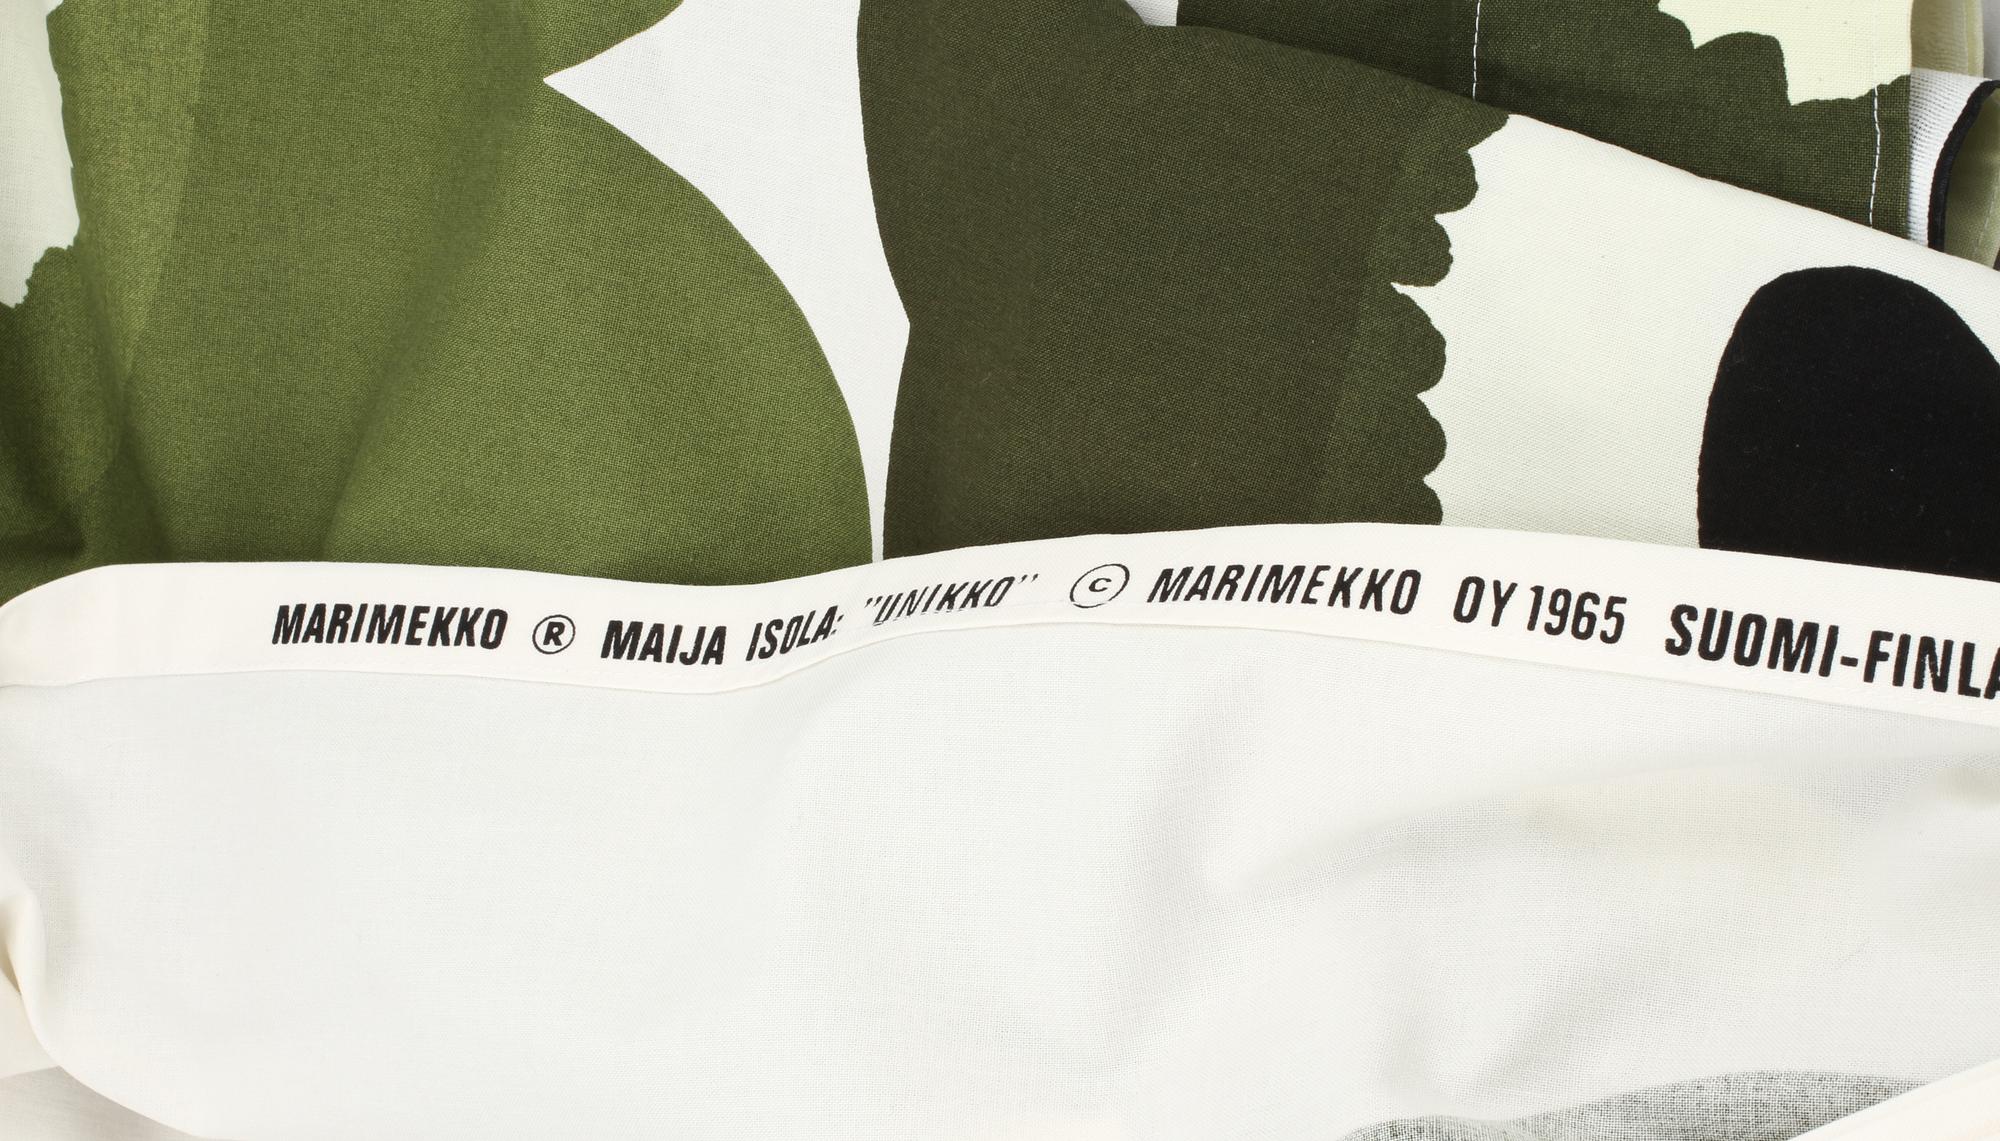 MARIMEKKO ® MAIJA ISOLA: ”UNIKKO” © MARIMEKKO OY 1965 SUOMI-FINLA